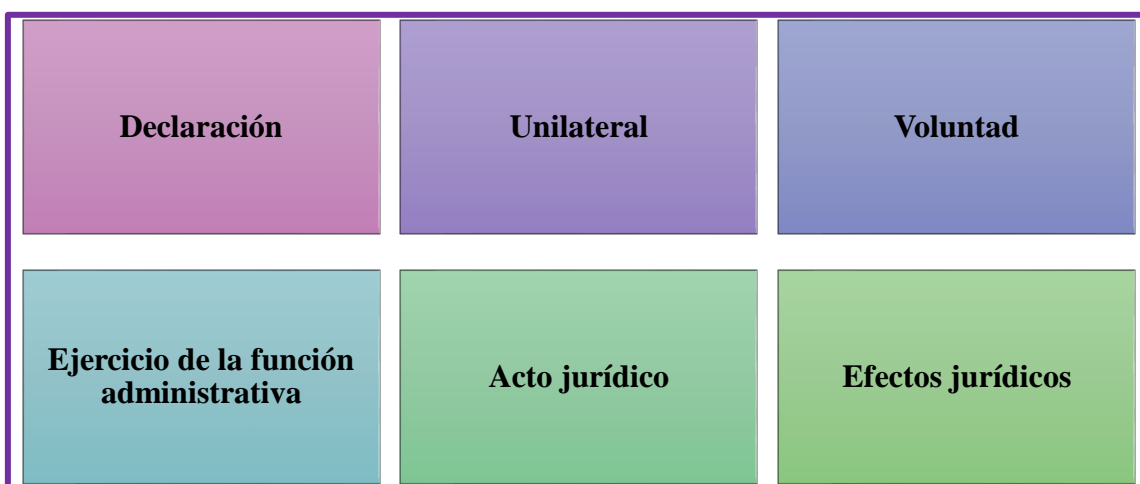 Declaración
Unilateral
Voluntad
Ejercicio de la función
administrativa
Acto jurídico
Efectos jurídicos